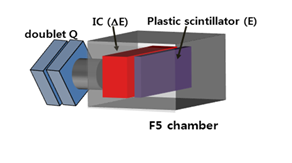 IC (ΔE)
Plastic scintillator (E)
doublet Q
F5 chamber